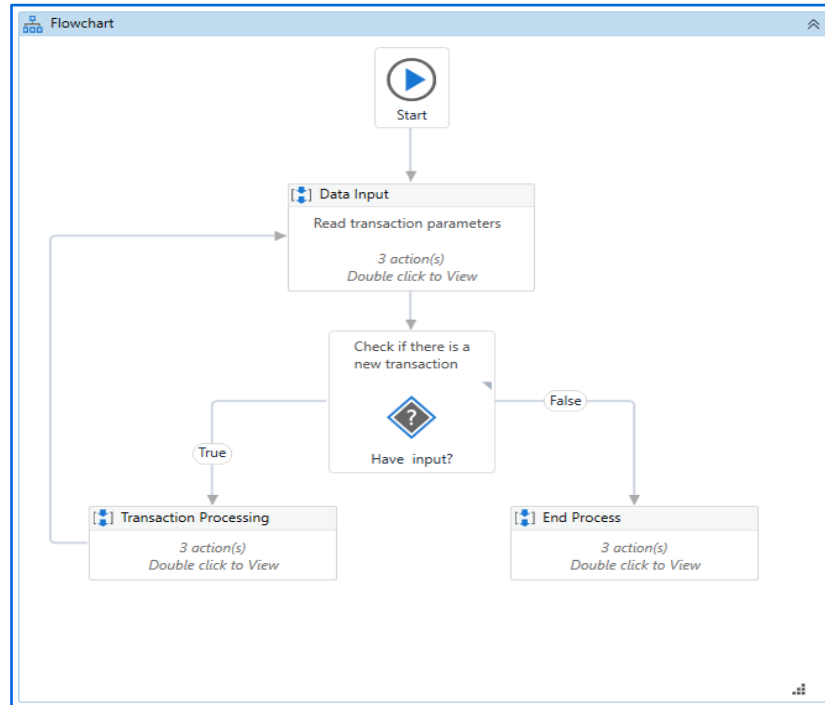 Flowchart
Start
Data Input
Read transaction parameters
3 action(s)
Double click to View
Check if there is a
new transaction
False
True
Have input?
Transaction Processing
3 action(s)
Double click to View
End Process
3 action(s)
Double click to View